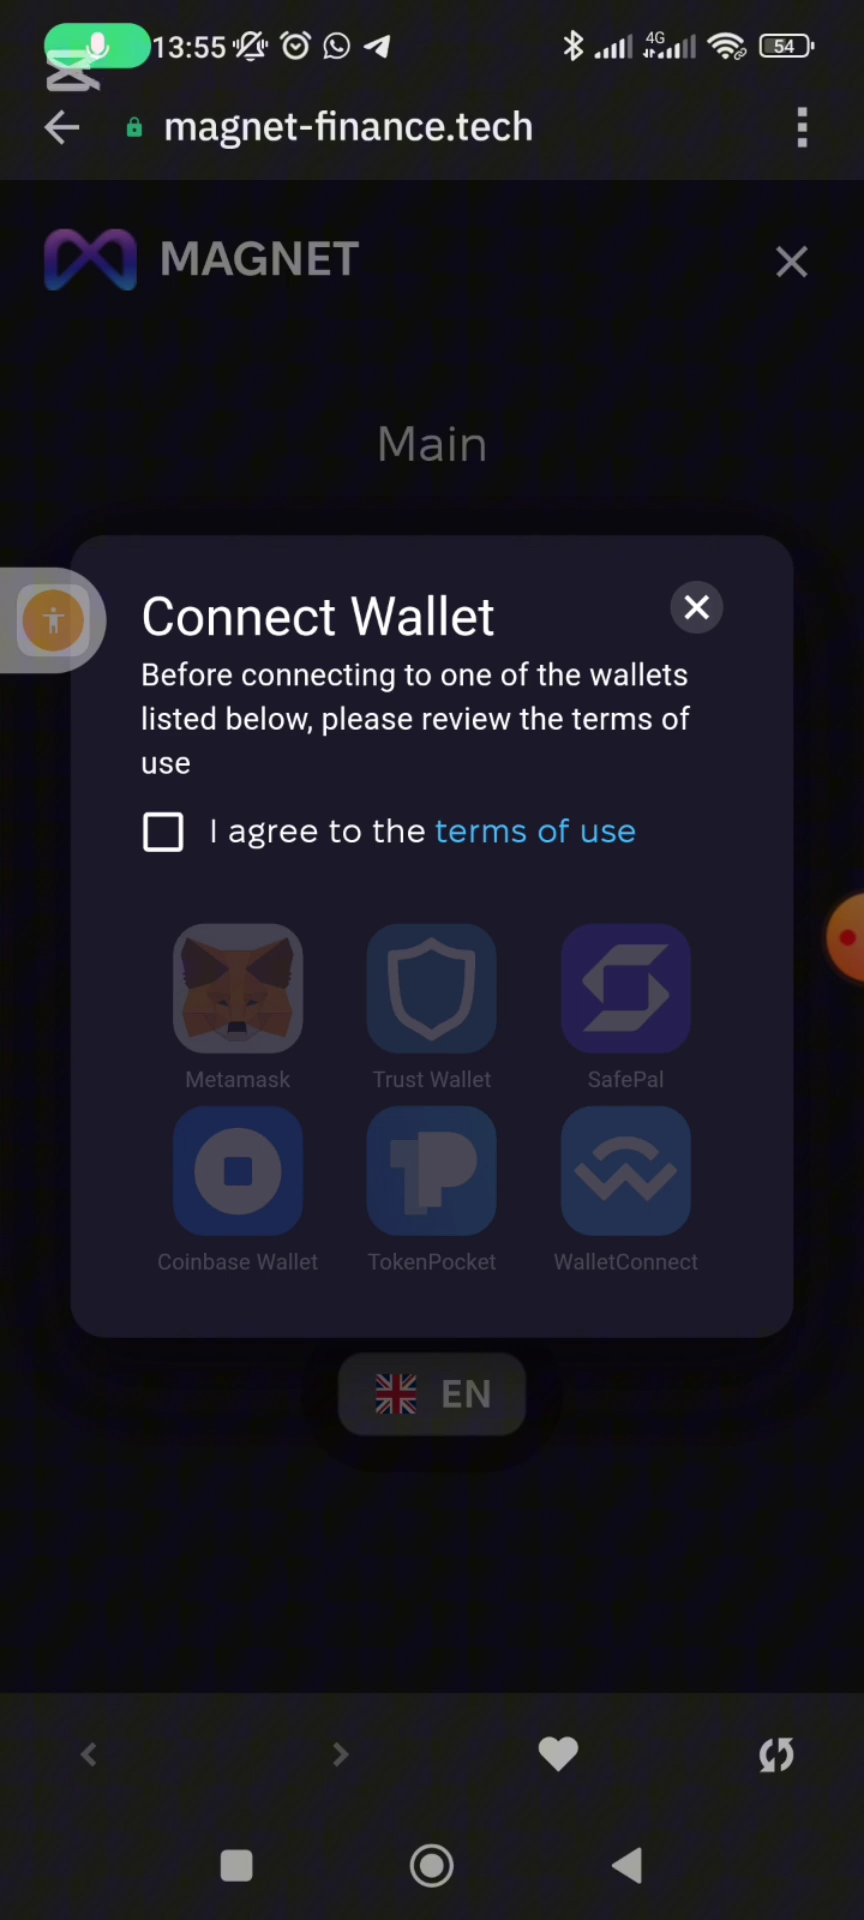 13:55
4G
54
magnet-finance.tech
MAGNET
Main
Connect Wallet
Before connecting to one of the wallets
listed below, please review the terms of
use
I agree to the terms of use
Metamask Trust Wallet SafePal
Coinbase Wallet TokenPocket WalletConnect
EN